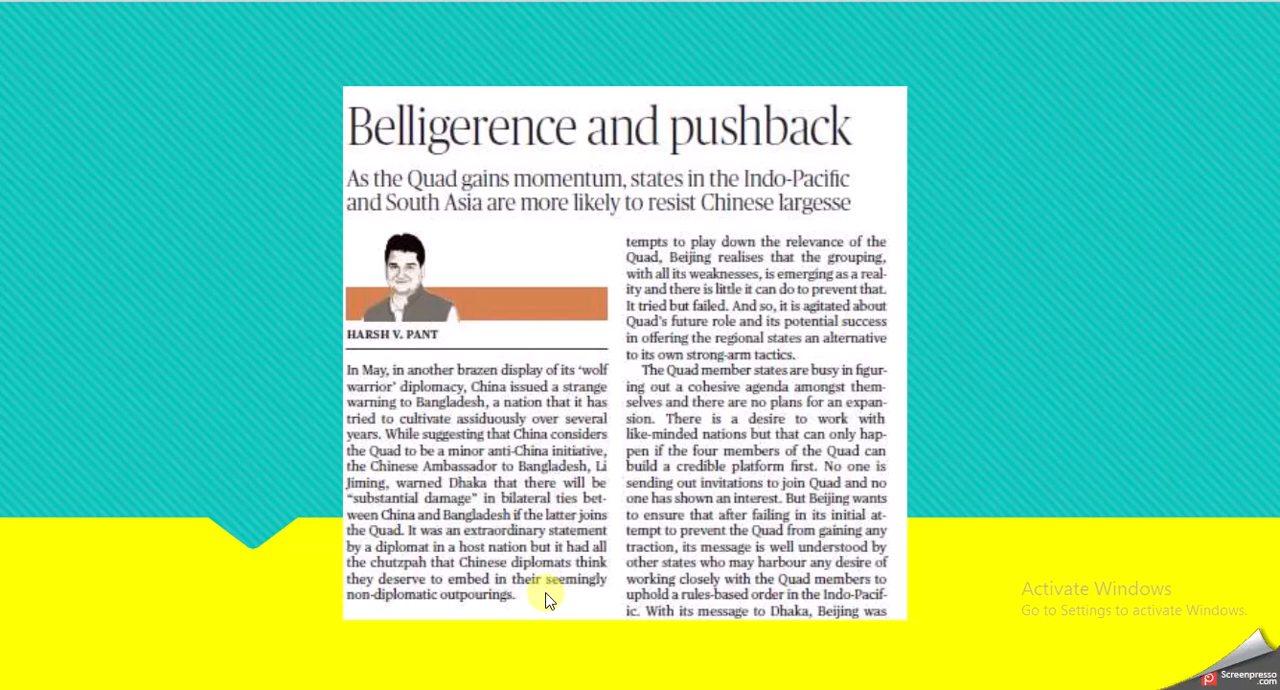 Belligerence and pushback
As the Quad gains momentum, states in the Indo-Pacific
and South Asia are more likely to resist Chinese largesse
HARSH V. PANT
In May, in another brazen display of its ‘wolf
warrior’ diplomacy, China issued a strange
warning to Bangladesh, a nation that it has
tried to cultivate assiduously over several
years. While suggesting that China considers
the Quad to be a minor anti-China initiative,
the Chinese Ambassador to Bangladesh, Li
Jiming, warned Dhaka that there will be
“substantial damage” in bilateral ties bet-
ween China and Bangladesh if the latter joins
the Quad. It was an extraordinary statement
by a diplomat in a host nation but it had all
the chutzpah that Chinese diplomats think
they deserve to embed in their seemingly
non-diplomatic outpourings.
tempts to play down the relevance of the
Quad, Beijing realises that the grouping,
with all its weaknesses, is emerging as a real-
ity and there is little it can do to prevent that.
It tried but failed. And so, it is agitated about
Quad’s future role and its potential success
in offering the regional states an alternative
to its own strong-arm tactics.
The Quad member states are busy in figur-
ing out a cohesive agenda amongst them-
selves and there are no plans for an expan-
sion. There is a desire to work with
like-minded nations but that can only hap-
pen if the four members of the Quad can
build a credible platform first. No one is
sending out invitations to join Quad and no
one has shown an interest. But Beijing wants
to ensure that after failing in its initial at-
tempt to prevent the Quad from gaining any
traction, its message is well understood by
other states who may harbour any desire of
working closely with the Quad members to
uphold a rules-based order in the Indo-Pacif-
ic. With its message to Dhaka, Beijing was
Activate Windows
Go to Settings to activate Windows.
Screenpresso
.com